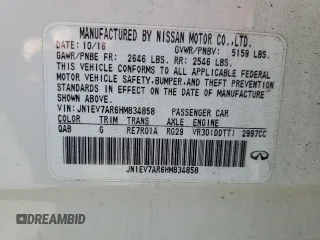 MANUFACTURED BY NISSAN MOTOR CO.,LTD.
DATE: 10/16 GVWR/PNBV: 5159 LBS.
GAWR/PNBE FR: 2646 LBS. RR: 2546 LBS.
THIS VEHICLE CONFORMS TO ALL APPLICABLE FEDERAL
MOTOR VEHICLE SAFETY,BUMPER,AND THEFT PREVENTION
STANDARDS IN EFFECT ON THE DATE OF
MANUFACTURE SHOWN ABOVE.
JN1EV7AR6HM834858 PASSENGER CAR
COLOR TRIM TRANS AXLE ENGINE
QAB G RE7R01A RG29 VR30(DDTT) 2997CC
JN1EV7AR6HM834858
INFINITI
AUTOBIDMASTER